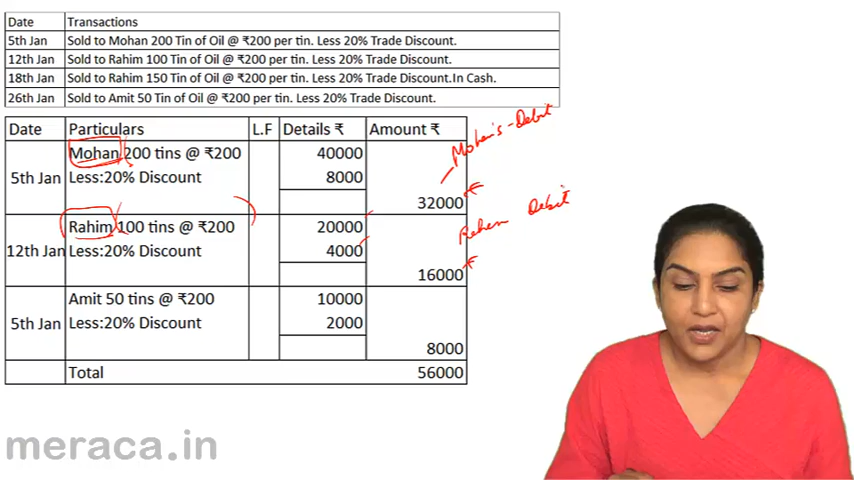 Date Transactions
5th Jan Sold to Mohan 200 Tin of Oil @ ₹200 per tin. Less 20% Trade Discount.
12th Jan Sold to Rahim 100 Tin of Oil @ ₹200 per tin. Less 20% Trade Discount.
18th Jan Sold to Rahim 150 Tin of Oil @ ₹200 per tin. Less 20% Trade Discount.In Cash.
26th Jan Sold to Amit 50 Tin of Oil @ ₹200 per tin. Less 20% Trade Discount.
Date Particulars L.F Details ₹ Amount ₹
Mohan 200 tins @ ₹200 40000
5th Jan Less:20% Discount 8000
32000
Mohan's - Debit
Rahim 100 tins @ ₹200 20000
12th Jan Less:20% Discount 4000
16000
Debit
Amit 50 tins @ ₹200 10000
5th Jan Less:20% Discount 2000
8000
Total 56000
meraca.in